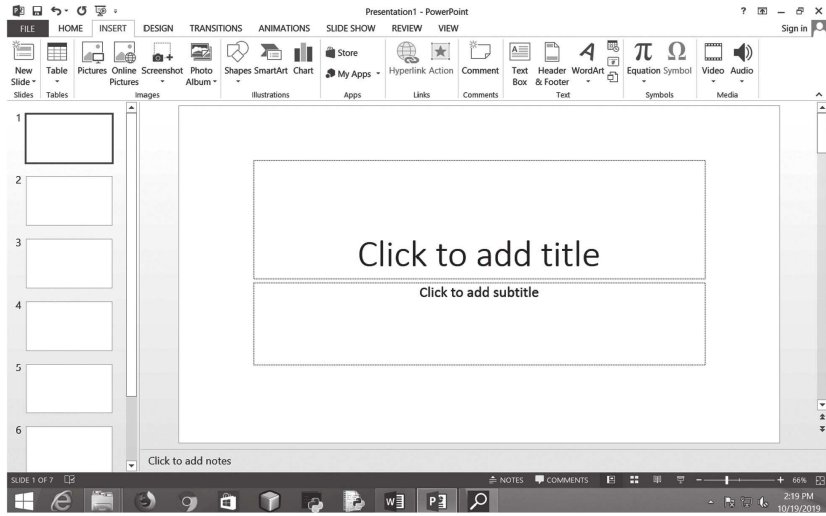 Presentation1 - PowerPoint
?
FILE HOME INSERT DESIGN TRANSITIONS ANIMATIONS SLIDE SHOW REVIEW VIEW Sign in
New Slide
Table
Pictures
Online Pictures
Screenshot
Photo Album
Shapes
SmartArt
Chart
Store
My Apps
Hyperlink
Action
Comment
Text Box
Header & Footer
WordArt
Equation
Symbol
Video
Audio
Slides Tables Images Illustrations Apps Links Comments Text Symbols Media
1
2
3
4
5
6
Click to add title
Click to add subtitle
Click to add notes
SLIDE 1 OF 7 NOTES COMMENTS 66%
2:19 PM
10/19/2019